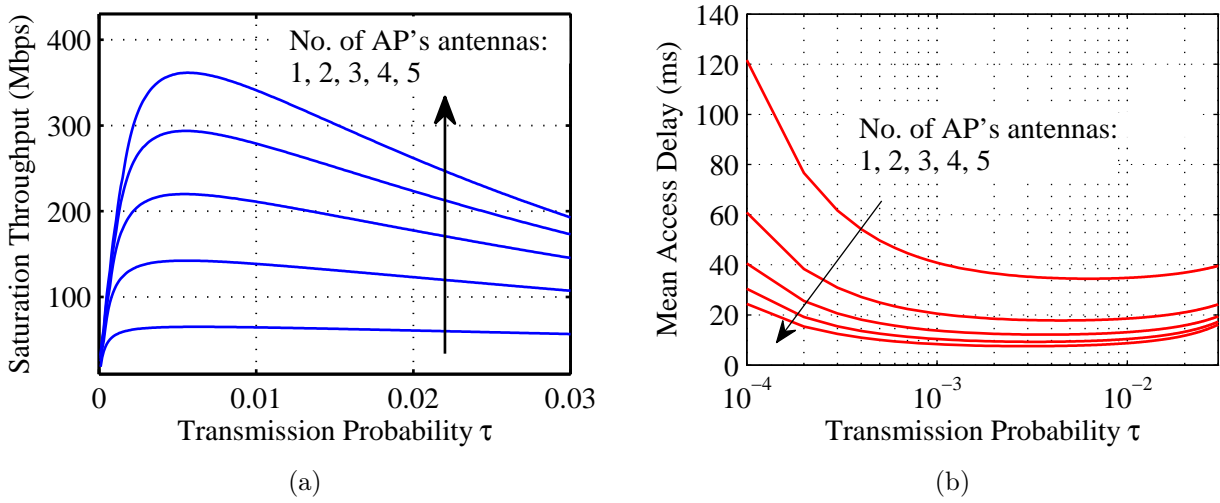 Saturation Throughput (Mbps)
400
300
200
100
0
0.01
0.02
0.03
No. of AP's antennas:
1, 2, 3, 4, 5
Transmission Probability τ
(a)
Mean Access Delay (ms)
140
120
100
80
60
40
20
0
10⁻⁴
10⁻³
10⁻²
No. of AP's antennas:
1, 2, 3, 4, 5
Transmission Probability τ
(b)